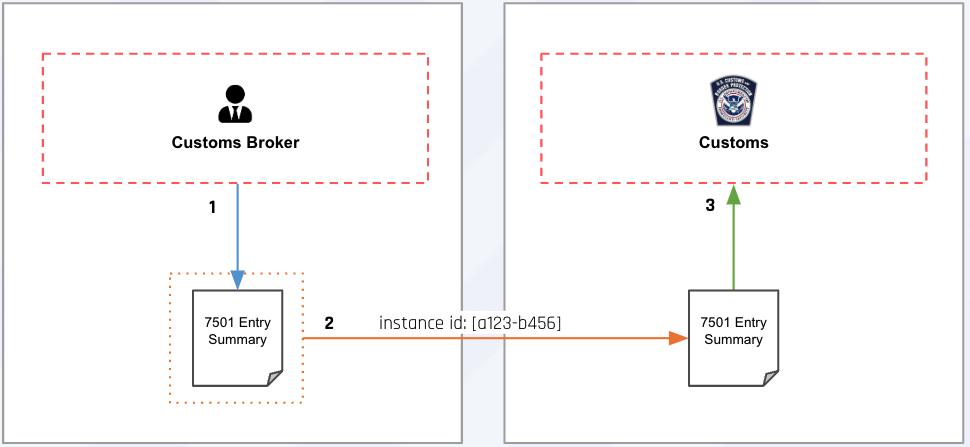 Customs Broker
U.S. CUSTOMS AND
BORDER PROTECTION
Customs
1
3
7501 Entry
Summary
2
instance id: [a123-b456]
7501 Entry
Summary